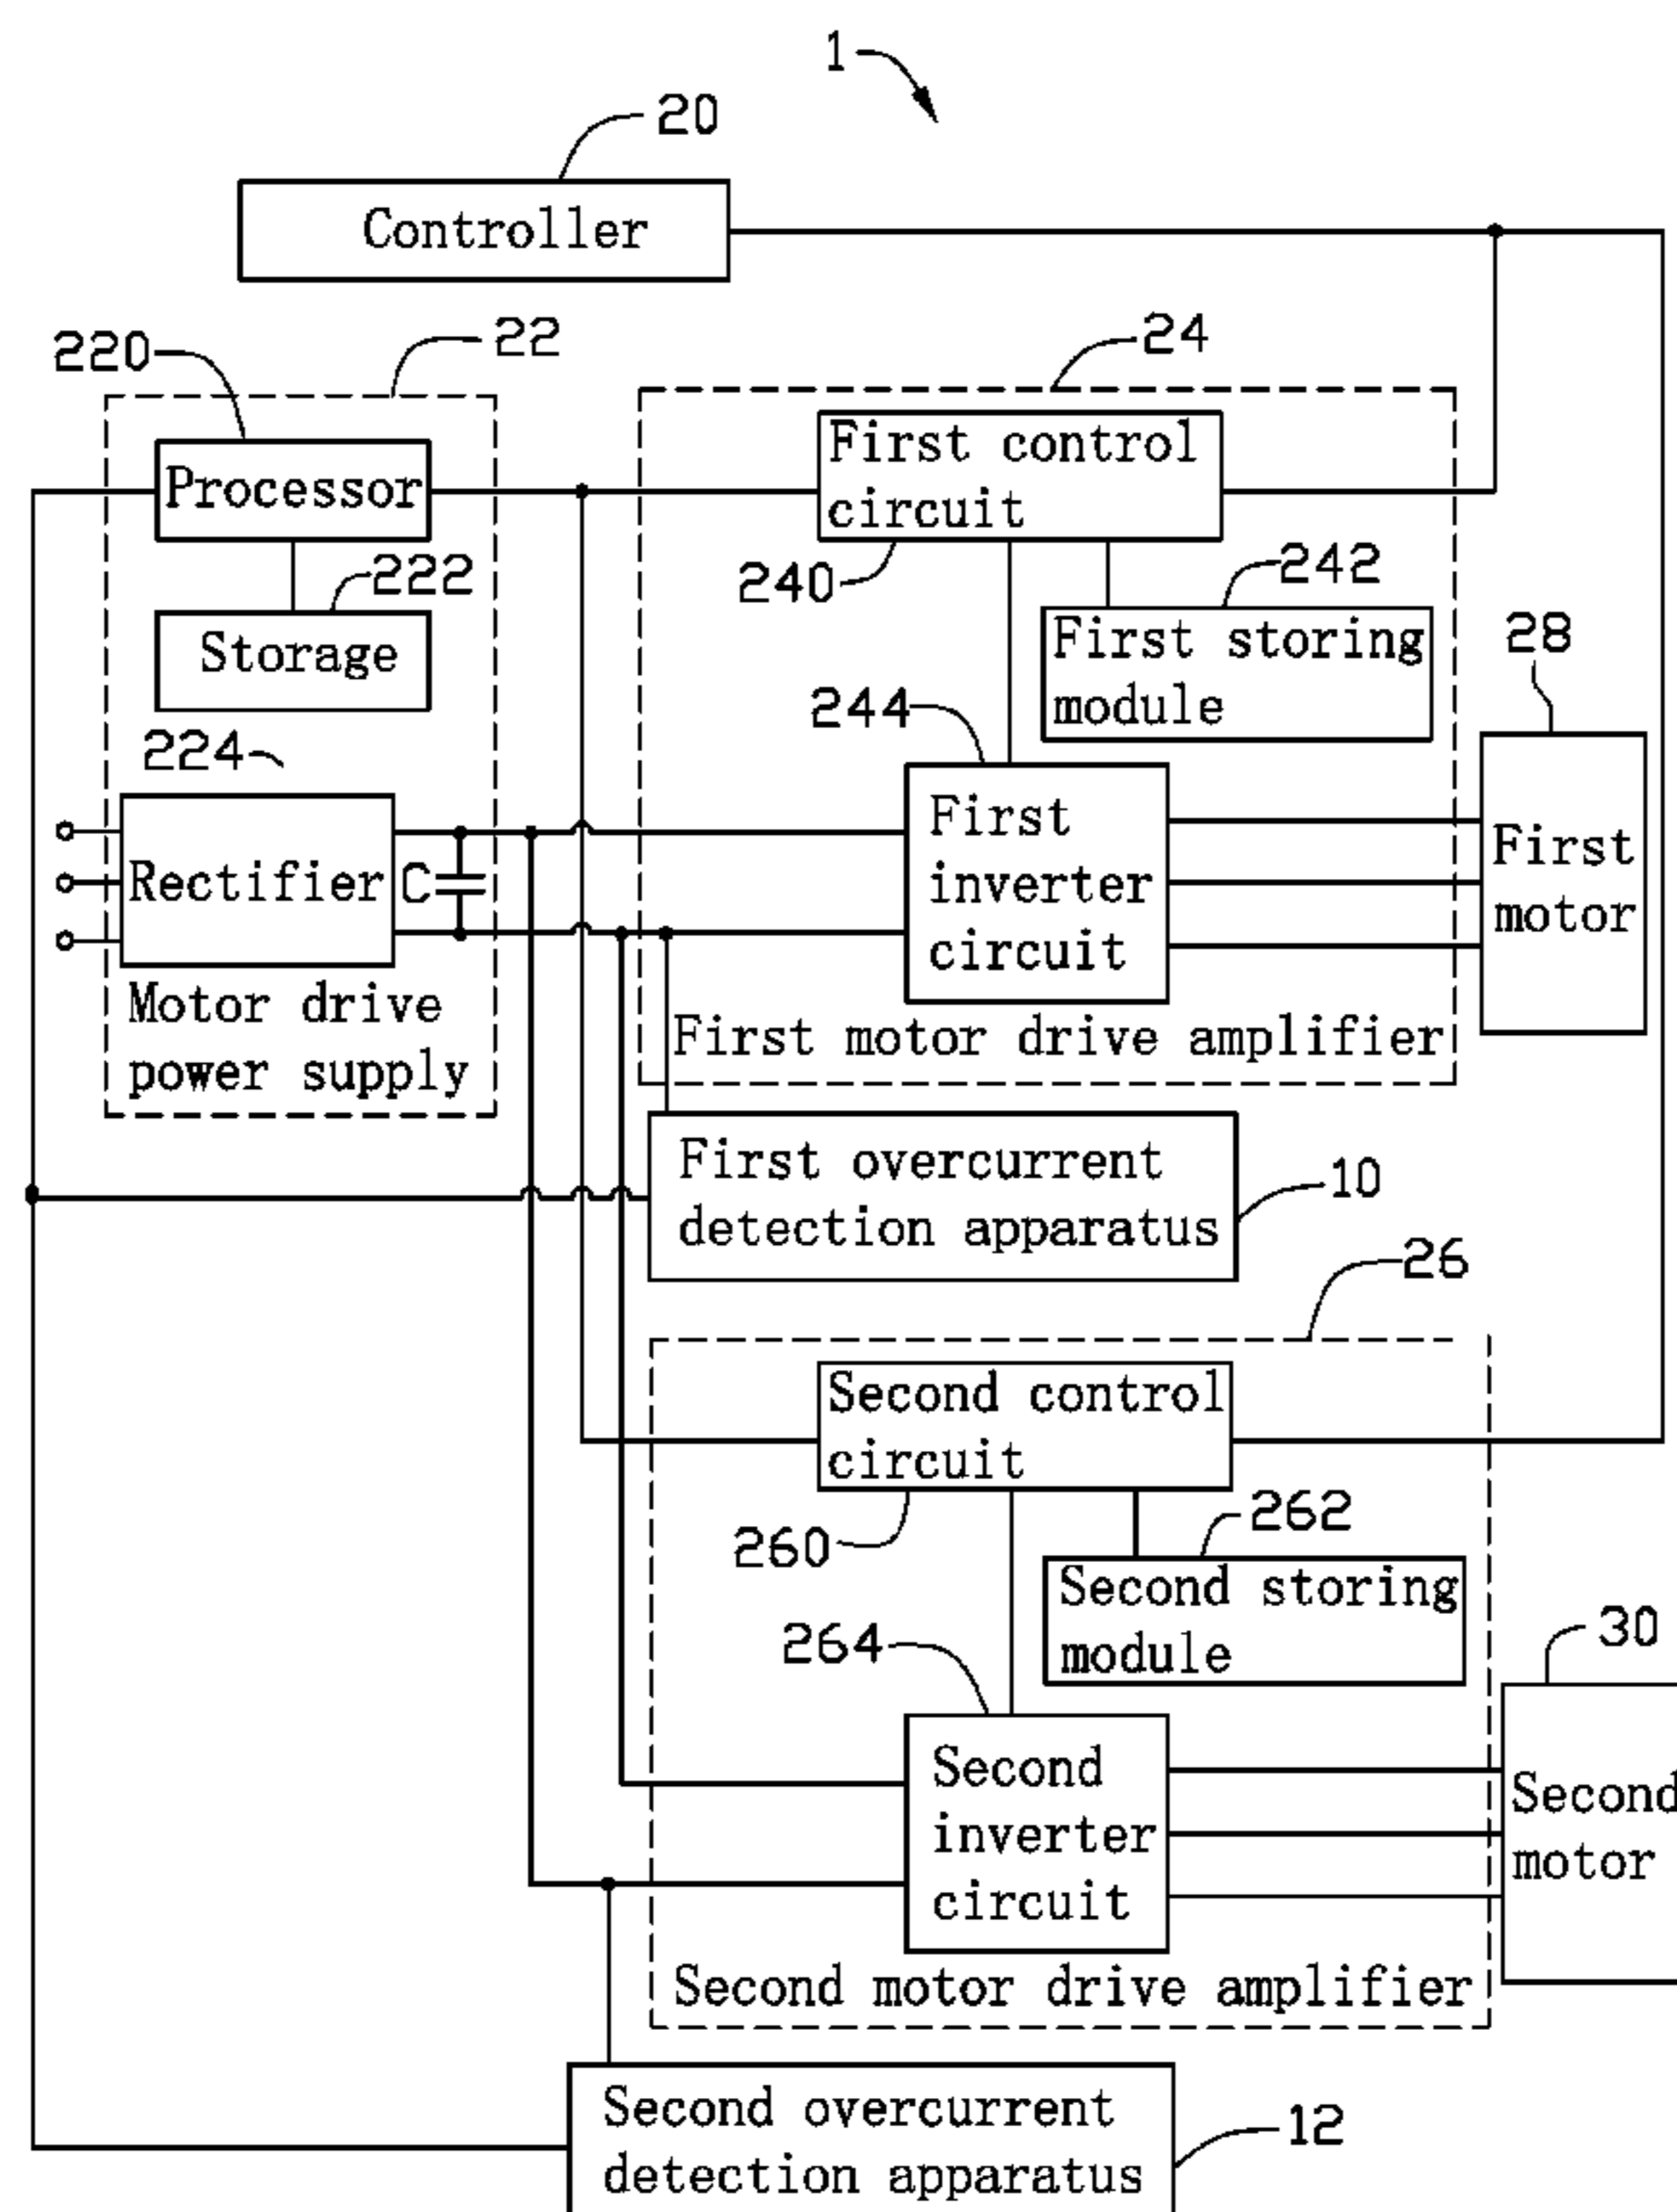 1
20
Controller
220
22
24
Processor
First control
circuit
240
242
222
Storage
First storing
module
28
244
224
Rectifier
C
First
inverter
circuit
First
motor
Motor drive
power supply
First motor drive amplifier
First overcurrent
detection apparatus
10
26
Second control
circuit
260
262
Second storing
module
264
30
Second
inverter
circuit
Second
motor
Second motor drive amplifier
Second overcurrent
detection apparatus
12